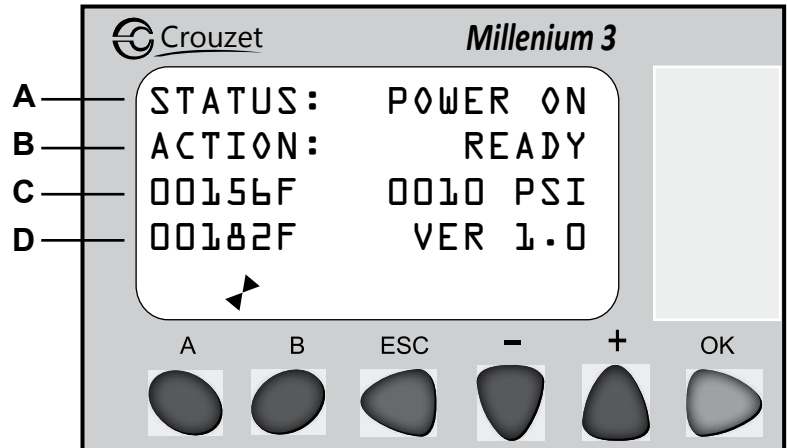 Crouzet Millenium 3
A STATUS: POWER ON
B ACTION: READY
C 00156F 0010 PSI
D 00182F VER 1.0
A B ESC - + OK